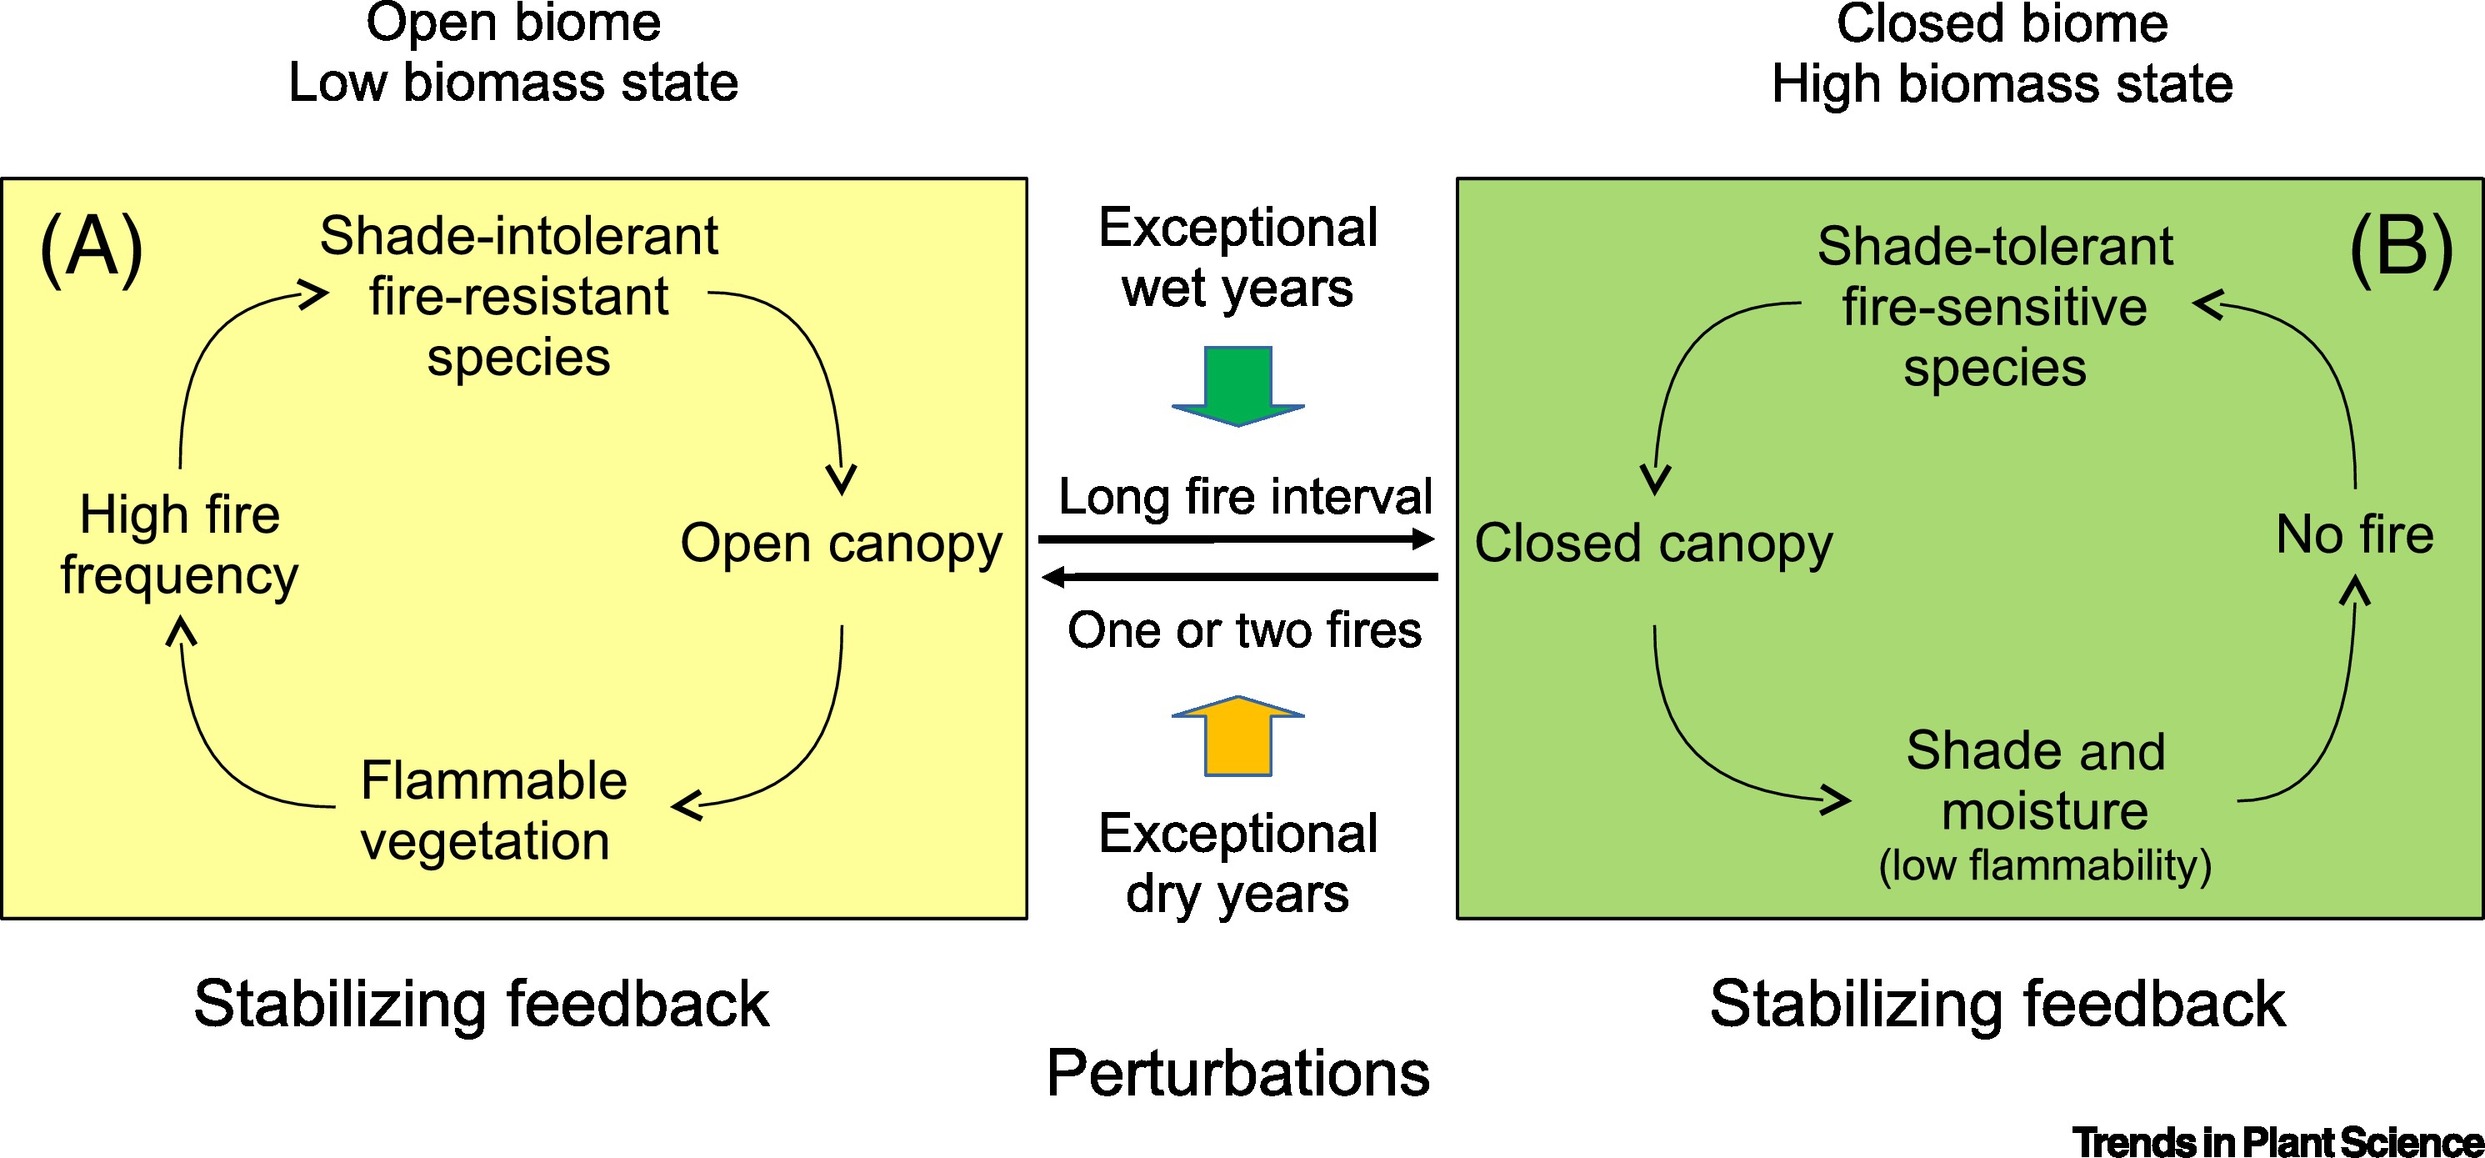 Open biome
Low biomass state
Closed biome
High biomass state
(A)
Shade-intolerant
fire-resistant
species
High fire
frequency
Open canopy
Flammable
vegetation
Exceptional
wet years
Long fire interval
One or two fires
Exceptional
dry years
(B)
Shade-tolerant
fire-sensitive
species
Closed canopy
No fire
Shade and
moisture
(low flammability)
Stabilizing feedback
Stabilizing feedback
Perturbations
Trends in Plant Science